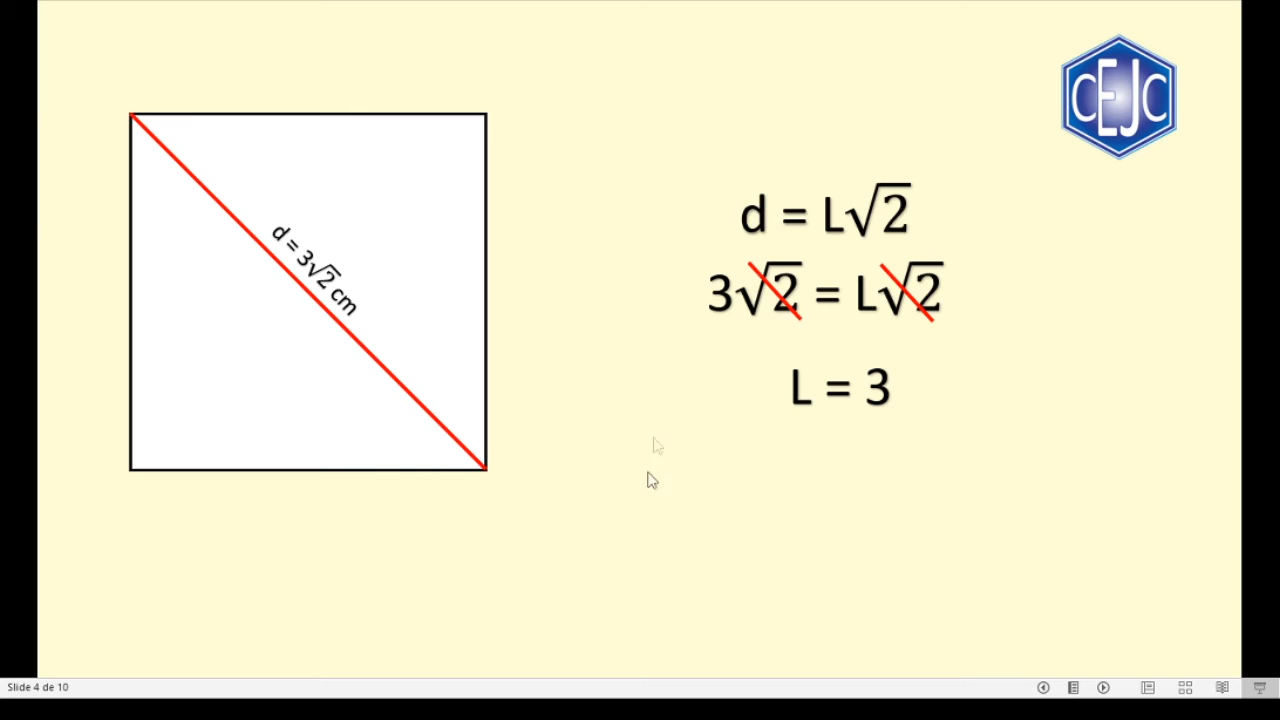 CEJC
d = L√2
d = 3√2 cm
3√2 = L√2
L = 3
Slide 4 de 10